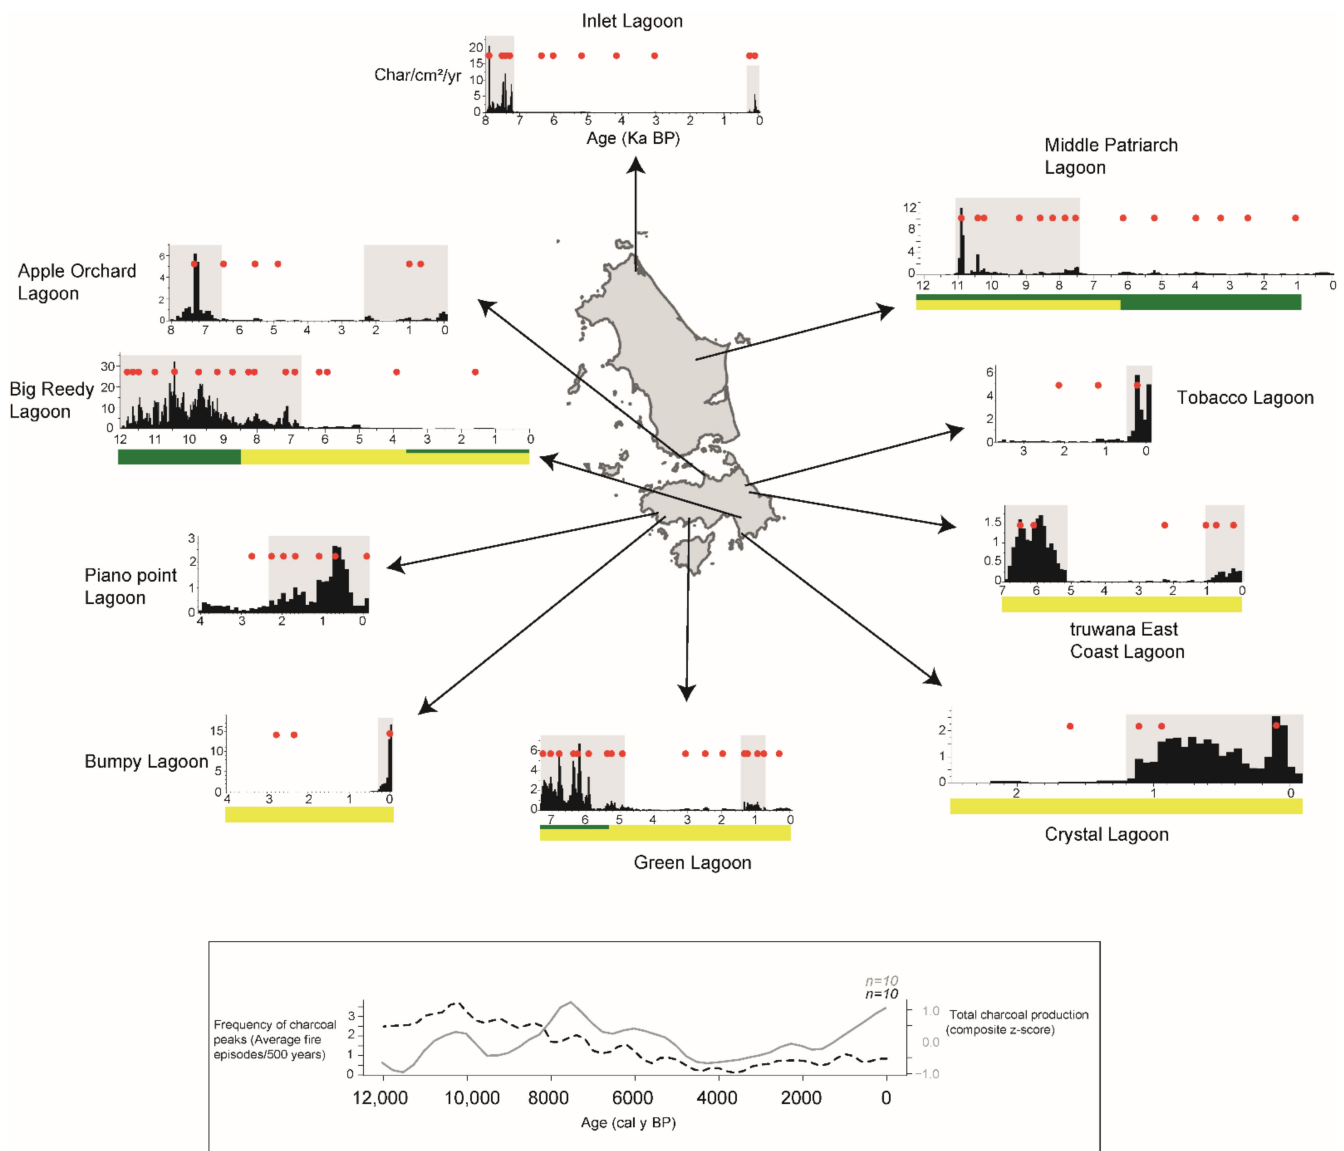 Inlet Lagoon
Char/cm²/yr
20
15
10
5
0
8 7 6 5 4 3 2 1 0
Age (Ka BP)
Middle Patriarch
Lagoon
12
8
4
0
12 11 10 9 8 7 6 5 4 3 2 1 0
Apple Orchard
Lagoon
6
4
2
0
8 7 6 5 4 3 2 1 0
Big Reedy
Lagoon
30
20
10
0
12 11 10 9 8 7 6 5 4 3 2 1 0
Tobacco Lagoon
6
4
2
0
3 2 1 0
1.5
1
0.5
0
7 6 5 4 3 2 1 0
truwana East
Coast Lagoon
Piano point
Lagoon
3
2
1
0
4 3 2 1 0
Bumpy Lagoon
15
10
5
0
4 3 2 1 0
6
4
2
0
7 6 5 4 3 2 1 0
Green Lagoon
2
1
0
2 1 0
Crystal Lagoon
n=10
n=10
Frequency of charcoal
peaks (Average fire
episodes/500 years)
3
2
1
0
1.0
0.0
−1.0
Total charcoal production
(composite z-score)
12,000 10,000 8000 6000 4000 2000 0
Age (cal y BP)